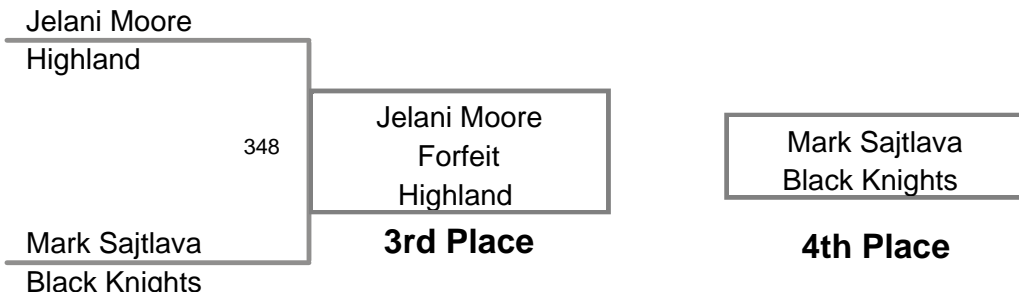 Jelani Moore
Highland
348
Mark Sajtlava
Black Knights
Jelani Moore
Forfeit
Highland
3rd Place
Mark Sajtlava
Black Knights
4th Place